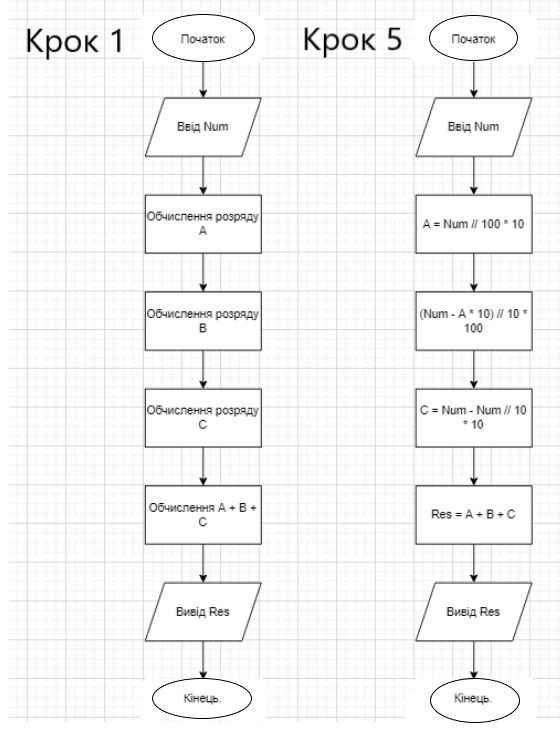 Крок 1
Початок
Ввід Num
Обчислення розряду
A
Обчислення розряду
B
Обчислення розряду
C
Обчислення A + B +
C
Вивід Res
Кінець.
Крок 5
Початок
Ввід Num
A = Num // 100 * 10
(Num - A * 10) // 10 *
100
C = Num - Num // 10
* 10
Res = A + B + C
Вивід Res
Кінець.